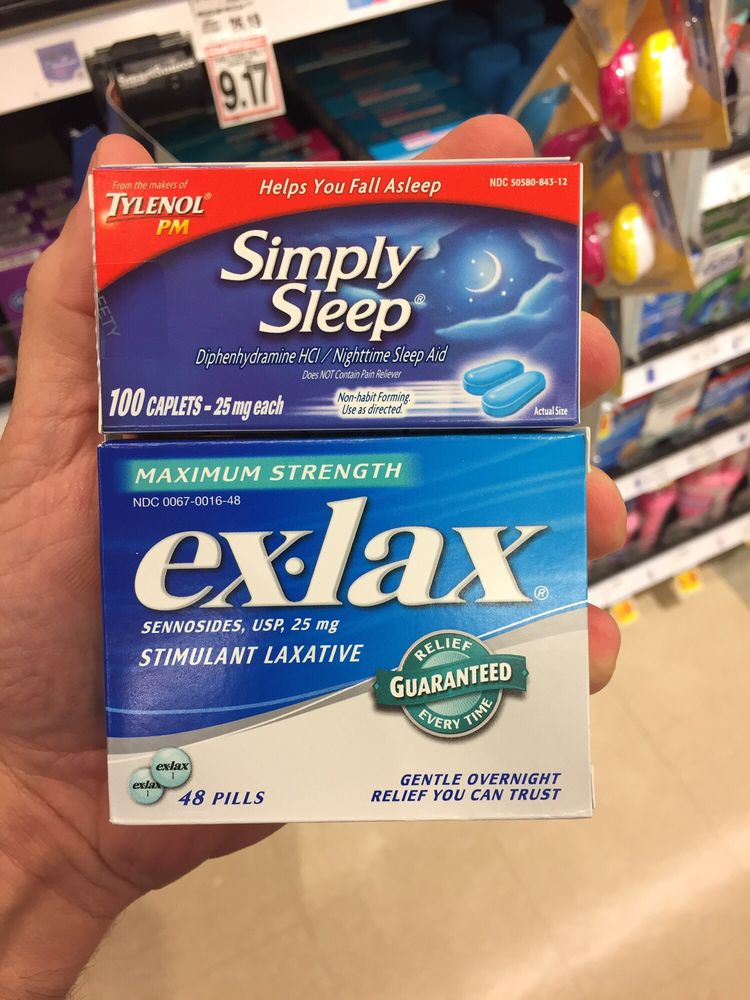 9.17
From the makers of
TYLENOL®
PM
Helps You Fall Asleep
NDC 50580-843-12
Simply
Sleep®
Diphenhydramine HCl / Nighttime Sleep Aid
Does NOT Contain Pain Reliever
100 CAPLETS - 25 mg each
Non-habit Forming.
Use as directed.
Actual Size
MAXIMUM STRENGTH
NDC 0067-0016-48
ex·lax®
SENNOSIDES, USP, 25 mg
STIMULANT LAXATIVE
RELIEF
GUARANTEED
EVERY TIME
ex·lax
1
ex·lax
1
48 PILLS
GENTLE OVERNIGHT
RELIEF YOU CAN TRUST